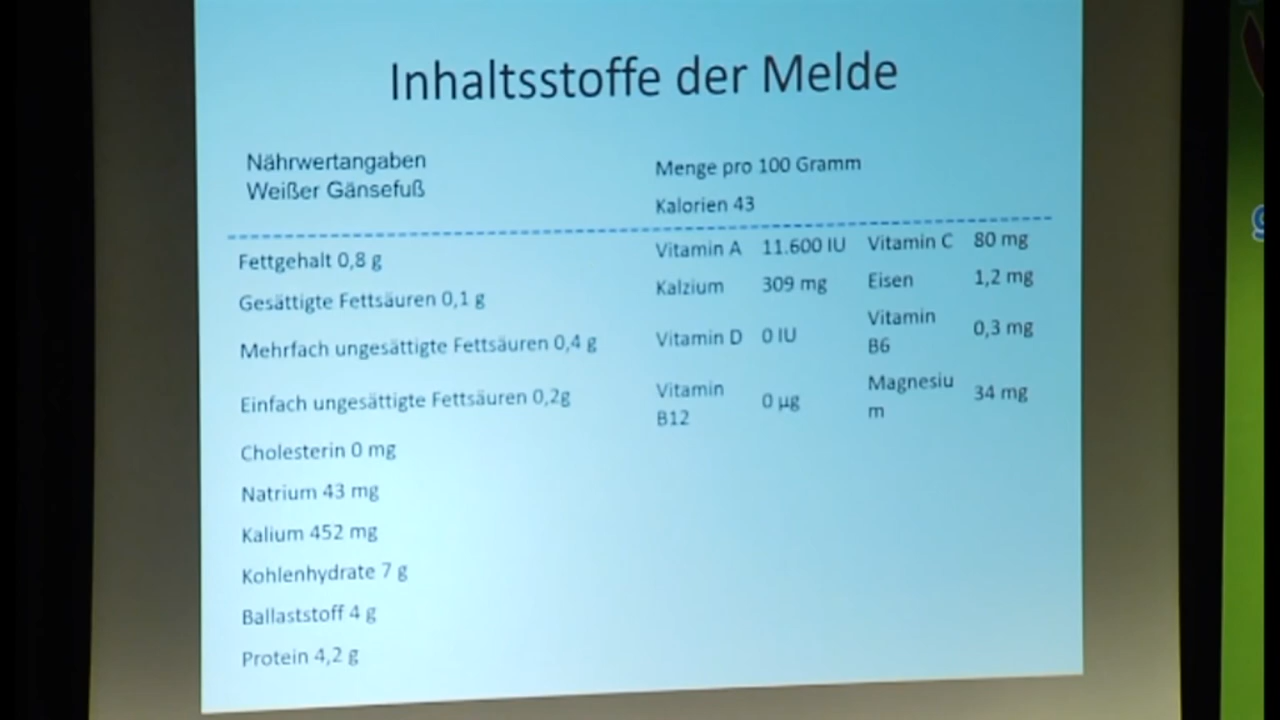 Inhaltsstoffe der Melde
Nährwertangaben
Weißer Gänsefuß
Menge pro 100 Gramm
Kalorien 43
Fettgehalt 0,8 g
Gesättigte Fettsäuren 0,1 g
Mehrfach ungesättigte Fettsäuren 0,4 g
Einfach ungesättigte Fettsäuren 0,2g
Cholesterin 0 mg
Natrium 43 mg
Kalium 452 mg
Kohlenhydrate 7 g
Ballaststoff 4 g
Protein 4,2 g
Vitamin A 11.600 IU Vitamin C 80 mg
Kalzium 309 mg Eisen 1,2 mg
Vitamin D 0 IU Vitamin
B6 0,3 mg
Vitamin
B12 0 µg Magnesiu
m 34 mg